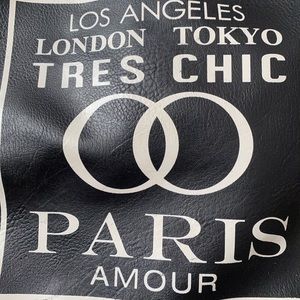 LOS ANGELES
LONDON TOKYO
TRES CHIC
PARIS
AMOUR